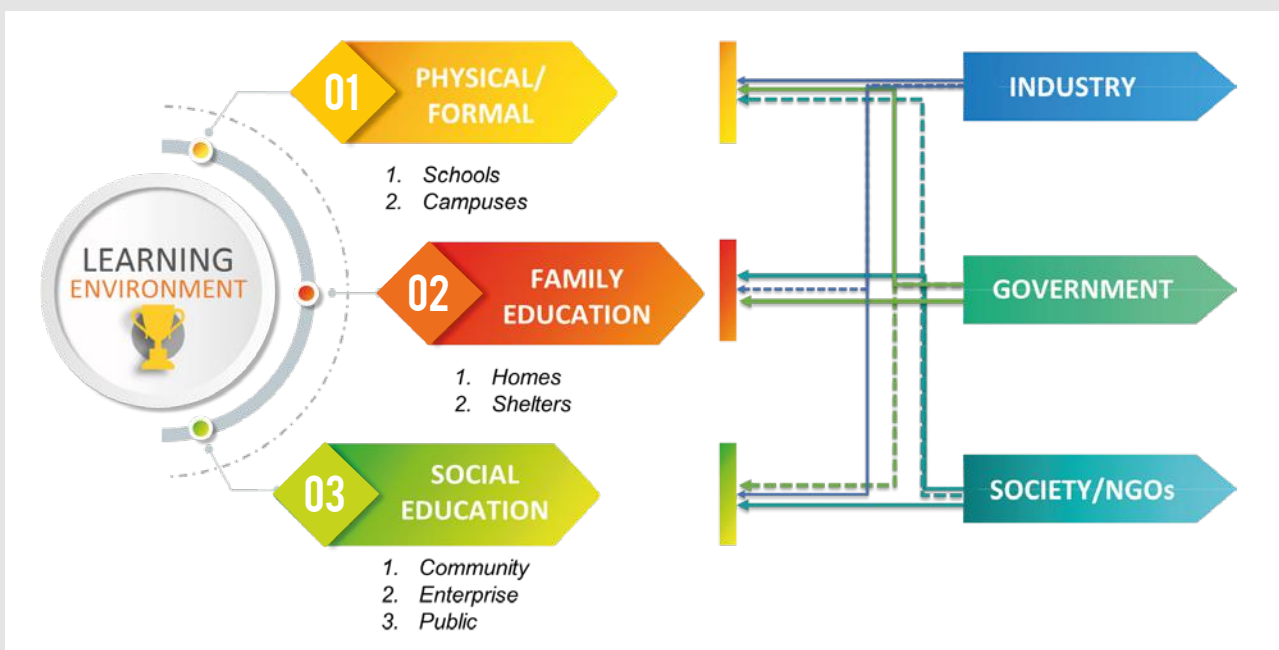 LEARNING
ENVIRONMENT
01
PHYSICAL/
FORMAL
1. Schools
2. Campuses
02
FAMILY
EDUCATION
1. Homes
2. Shelters
03
SOCIAL
EDUCATION
1. Community
2. Enterprise
3. Public
INDUSTRY
GOVERNMENT
SOCIETY/NGOs